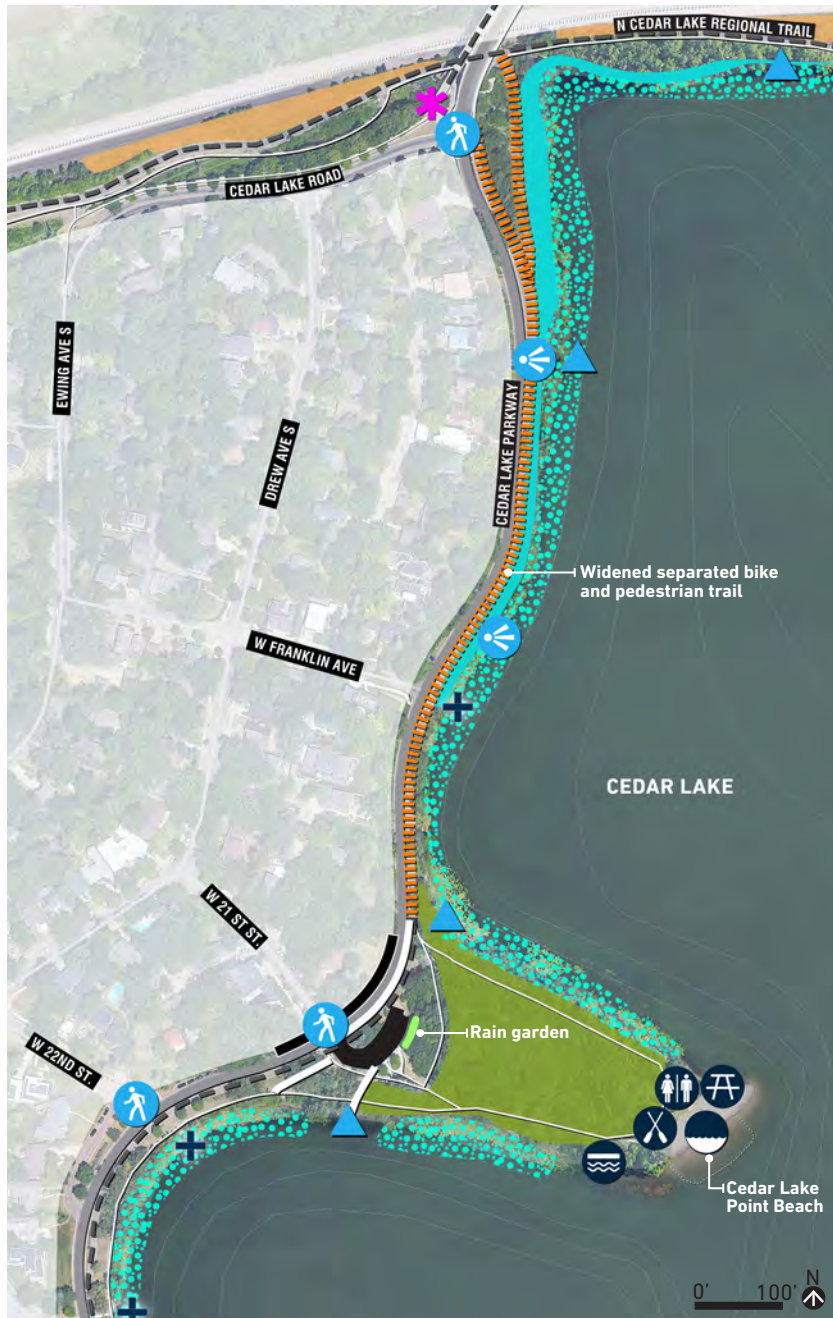 N CEDAR LAKE REGIONAL TRAIL
CEDAR LAKE ROAD
EWING AVE S
DREW AVE S
CEDAR LAKE PARKWAY
Widened separated bike
and pedestrian trail
W FRANKLIN AVE
CEDAR LAKE
W 21 ST ST.
Rain garden
W 22ND ST.
Cedar Lake
Point Beach
0' 100' N